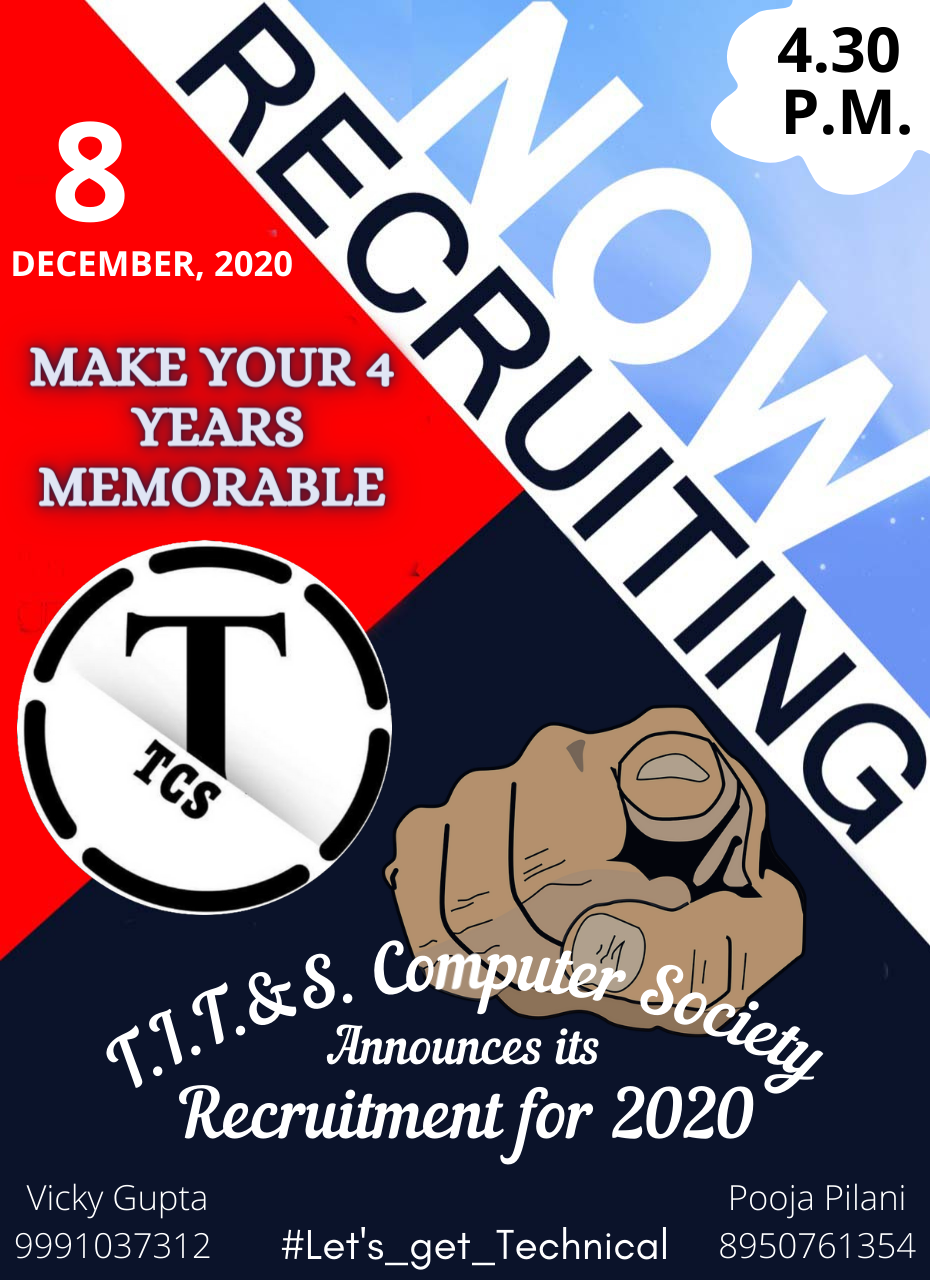 4.30
P.M.
NOW
RECRUITING
8
DECEMBER, 2020
MAKE YOUR 4
YEARS
MEMORABLE
T
TCS
T.I.T.&S. Computer Society
Announces its
Recruitment for 2020
Vicky Gupta
9991037312
#Let's_get_Technical
Pooja Pilani
8950761354